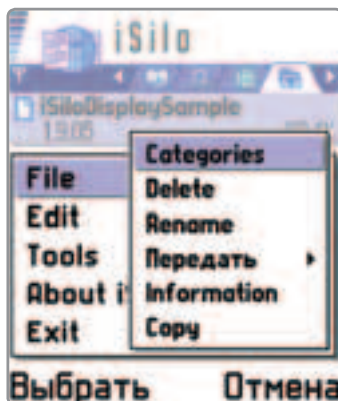 iSilo
iSiloDisplaySample
File
Edit
Tools
About
Exit
Categories
Delete
Rename
Передать
Information
Copy
Выбрать Отмена